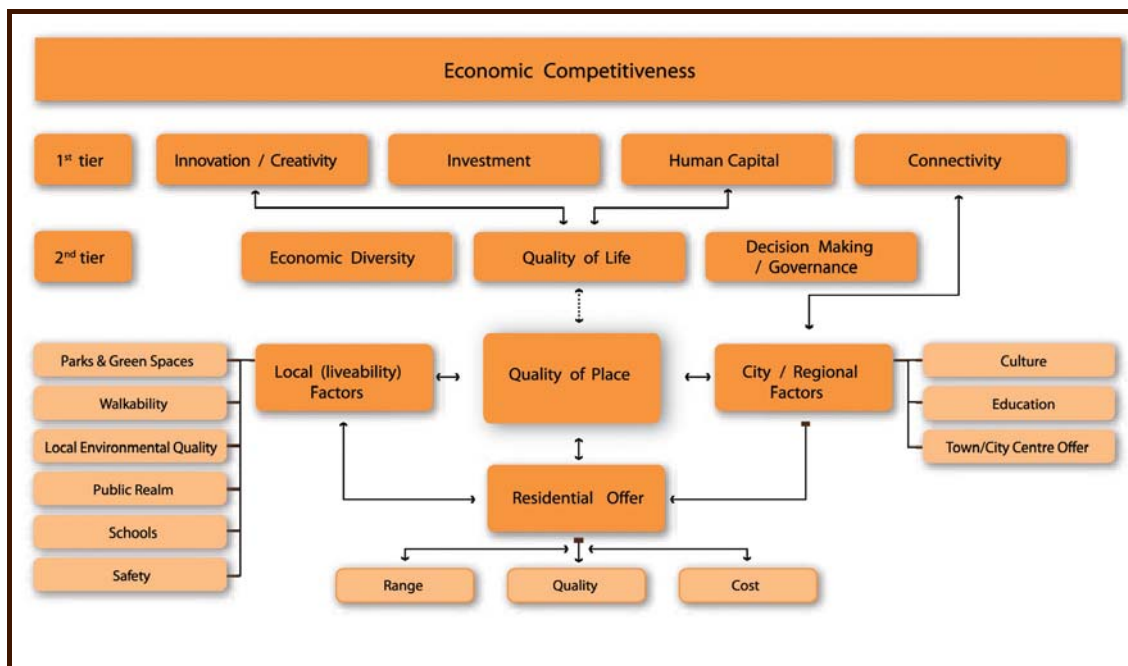 Economic Competitiveness
1st tier
Innovation / Creativity
Investment
Human Capital
Connectivity
2nd tier
Economic Diversity
Quality of Life
Decision Making
/ Governance
Parks & Green Spaces
Walkability
Local Environmental Quality
Public Realm
Schools
Safety
Local (liveability)
Factors
Quality of Place
City / Regional
Factors
Culture
Education
Town/City Centre Offer
Residential Offer
Range
Quality
Cost